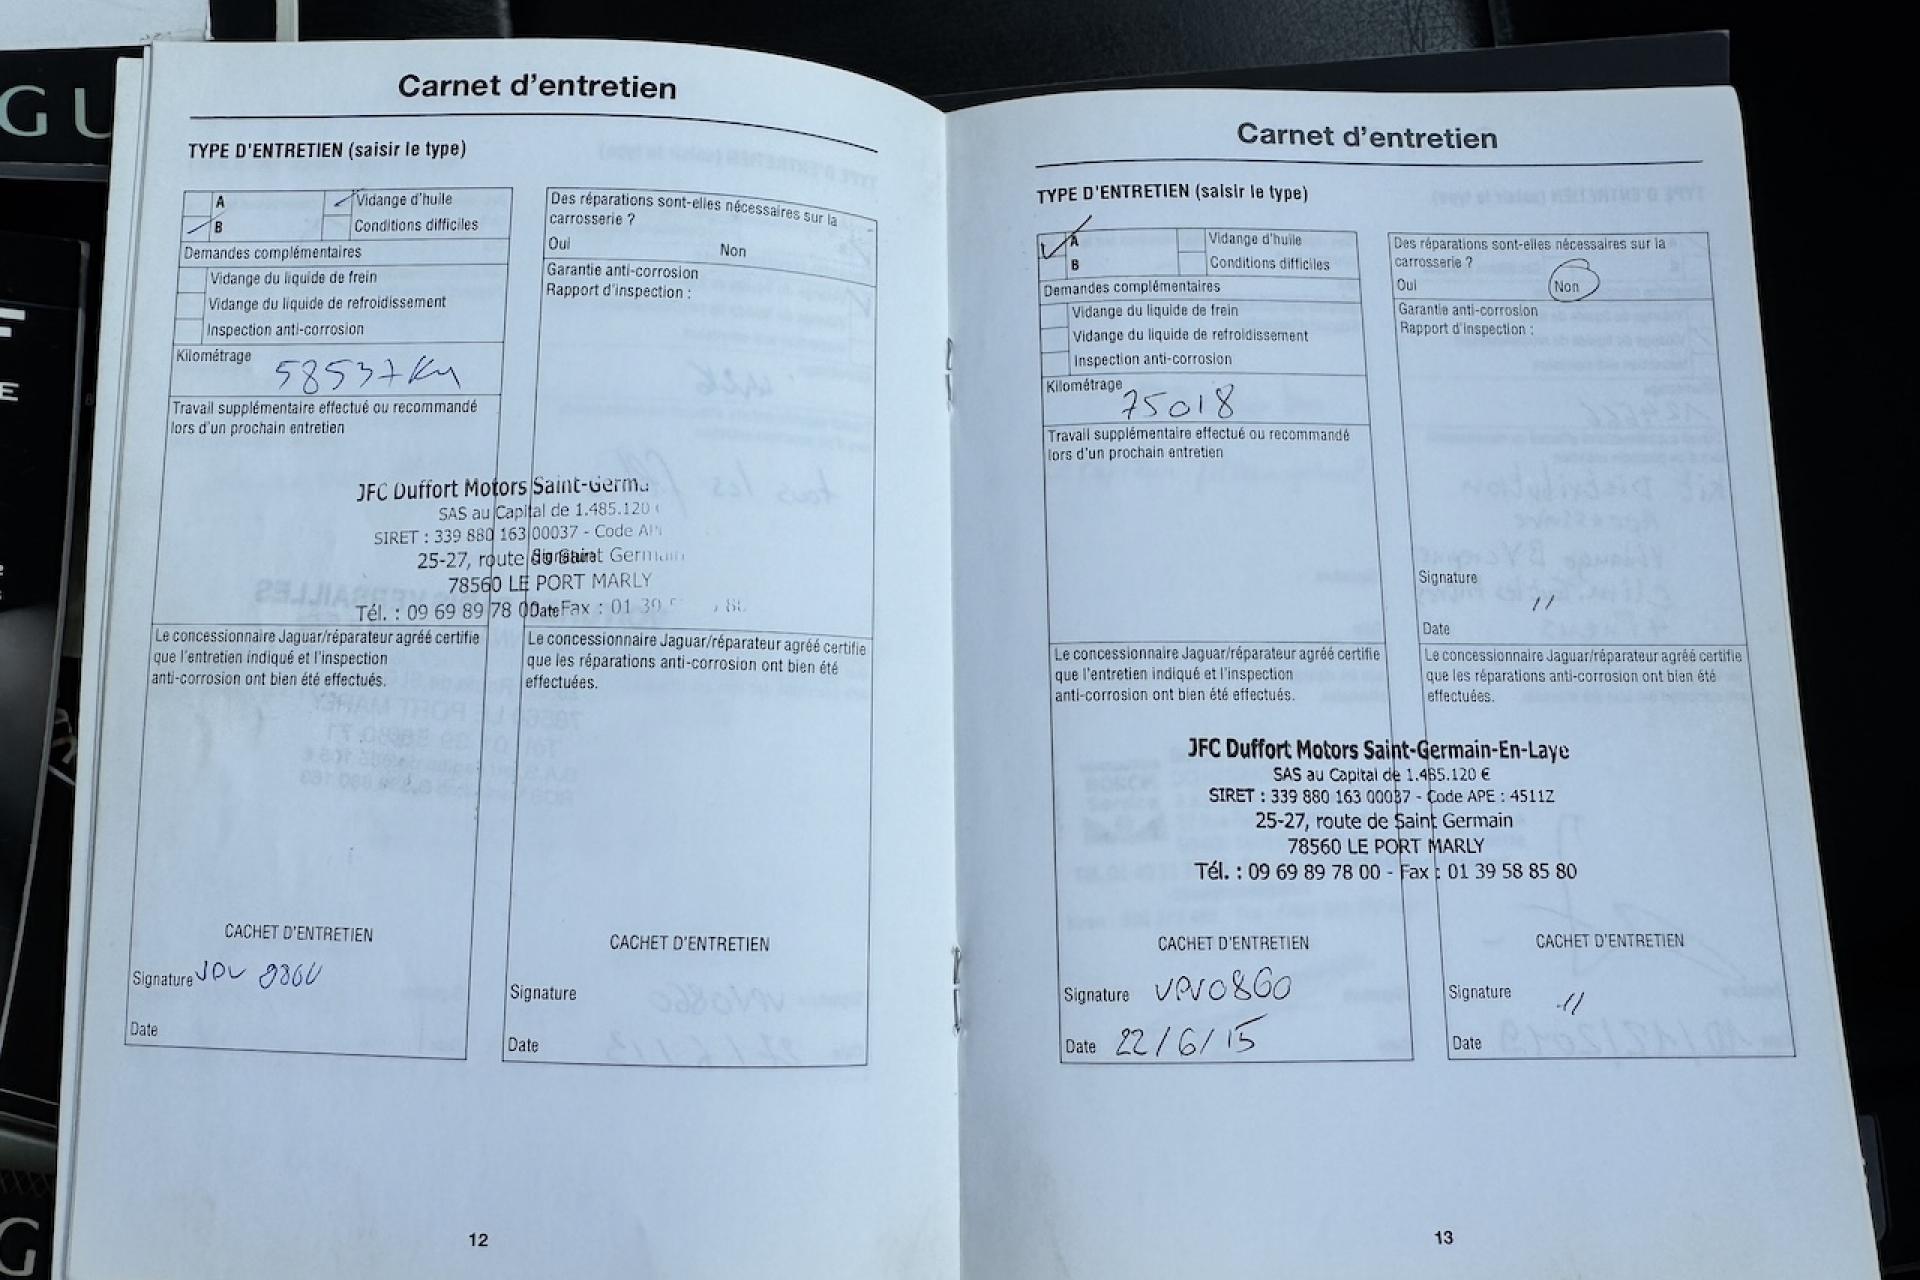 GU
Carnet d'entretien
TYPE D'ENTRETIEN (saisir le type)
A
B
Vidange d'huile
Conditions difficiles
Demandes complémentaires
Vidange du liquide de frein
Vidange du liquide de refroidissement
Inspection anti-corrosion
Kilométrage
58537 Km
Travail supplémentaire effectué ou recommandé
lors d'un prochain entretien
Des réparations sont-elles nécessaires sur la
carrosserie ?
Oui Non
Garantie anti-corrosion
Rapport d'inspection :
JFC Duffort Motors Saint-Germa
SAS au Capital de 1.485.120
SIRET : 339 880 163 00037 - Code AP
25-27, route de Saint Germain
Signature
78560 LE PORT MARLY
Tél. : 09 69 89 78 0 Date Fax : 01 39
Le concessionnaire Jaguar/réparateur agréé certifie
que l'entretien indiqué et l'inspection
anti-corrosion ont bien été effectués.
Le concessionnaire Jaguar/réparateur agréé certifie
que les réparations anti-corrosion ont bien été
effectuées.
CACHET D'ENTRETIEN
Signature
Date
CACHET D'ENTRETIEN
Signature
Date
12
Carnet d'entretien
TYPE D'ENTRETIEN (saisir le type)
A
B
Vidange d'huile
Conditions difficiles
Demandes complémentaires
Vidange du liquide de frein
Vidange du liquide de refroidissement
Inspection anti-corrosion
Kilométrage
75018
Travail supplémentaire effectué ou recommandé
lors d'un prochain entretien
Des réparations sont-elles nécessaires sur la
carrosserie ?
Oui Non
Garantie anti-corrosion
Rapport d'inspection :
Signature
11
Date
Le concessionnaire Jaguar/réparateur agréé certifie
que l'entretien indiqué et l'inspection
anti-corrosion ont bien été effectués.
Le concessionnaire Jaguar/réparateur agréé certifie
que les réparations anti-corrosion ont bien été
effectuées.
JFC Duffort Motors Saint-Germain-En-Laye
SAS au Capital de 1.485.120 €
SIRET : 339 880 163 00037 - Code APE : 4511Z
25-27, route de Saint Germain
78560 LE PORT MARLY
Tél. : 09 69 89 78 00 - Fax : 01 39 58 85 80
CACHET D'ENTRETIEN
Signature VPV0860
Date 22/6/15
CACHET D'ENTRETIEN
Signature 11
Date
13